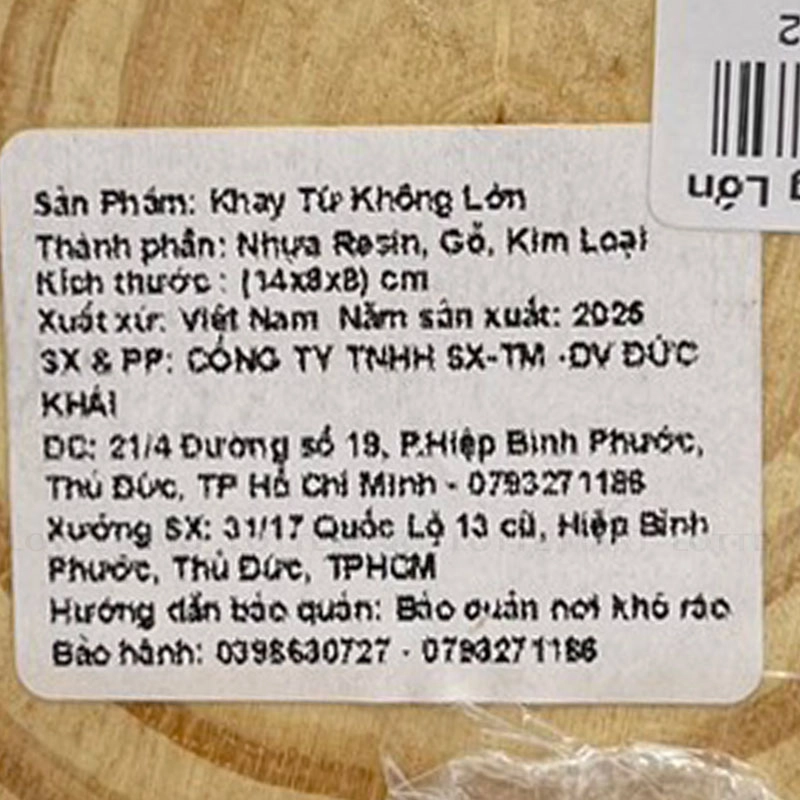 Sản Phẩm: Khay Từ Không Lớn
Thành phần: Nhựa Resin, Gỗ, Kim Loại
Kích thước : (14x8x8) cm
Xuất xứ: Việt Nam Năm sản xuất: 2025
SX & PP: CÔNG TY TNHH SX-TM -DV ĐỨC
KHẢI
DC: 21/4 Đường số 19, P.Hiệp Bình Phước,
Thủ Đức, TP Hồ Chí Minh - 0793271186
Xưởng SX: 31/17 Quốc Lộ 13 cũ, Hiệp Bình
Phước, Thủ Đức, TPHCM
Hướng dẫn bảo quản: Bảo quản nơi khô ráo
Bảo hành: 0398630727 - 0793271186
g Lớn
2